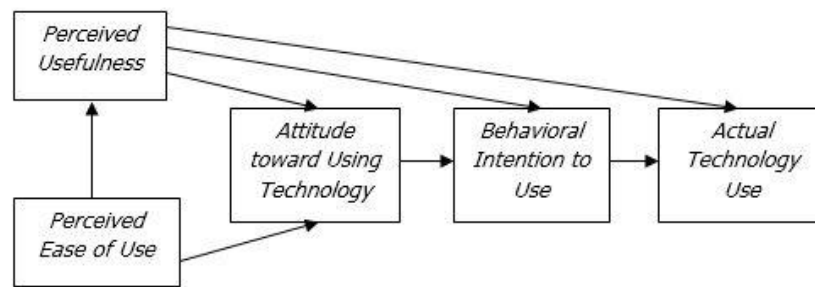 Perceived
Usefulness
Attitude
toward Using
Technology
Behavioral
Intention to
Use
Actual
Technology
Use
Perceived
Ease of Use